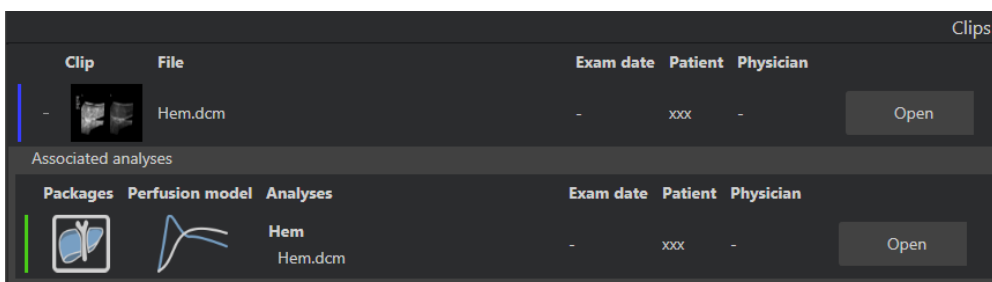 Clips
Clip File Exam date Patient Physician
- Hem.dcm - xxx - Open
Associated analyses
Packages Perfusion model Analyses Exam date Patient Physician
Hem
Hem.dcm - xxx - Open